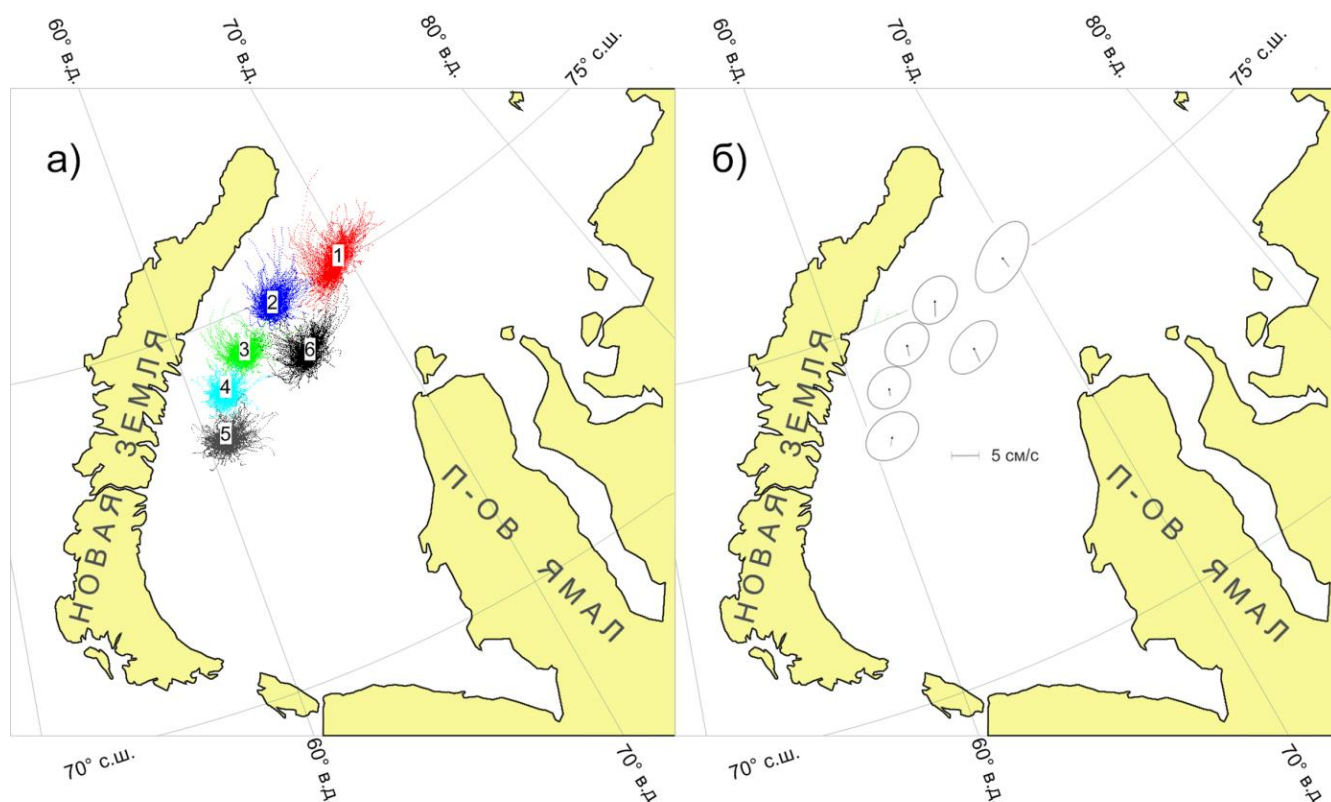 60° в.д.
70° в.д.
80° в.д.
75° с.ш.
60° в.д.
70° в.д.
80° в.д.
75° с.ш.
а)
б)
1
2
3
6
4
5
НОВАЯ ЗЕМЛЯ
П-ОВ ЯМАЛ
НОВАЯ ЗЕМЛЯ
5 см/с
П-ОВ ЯМАЛ
70° с.ш.
60° в.д
70° в.д
70° с.ш.
60° в.д
70° в.д